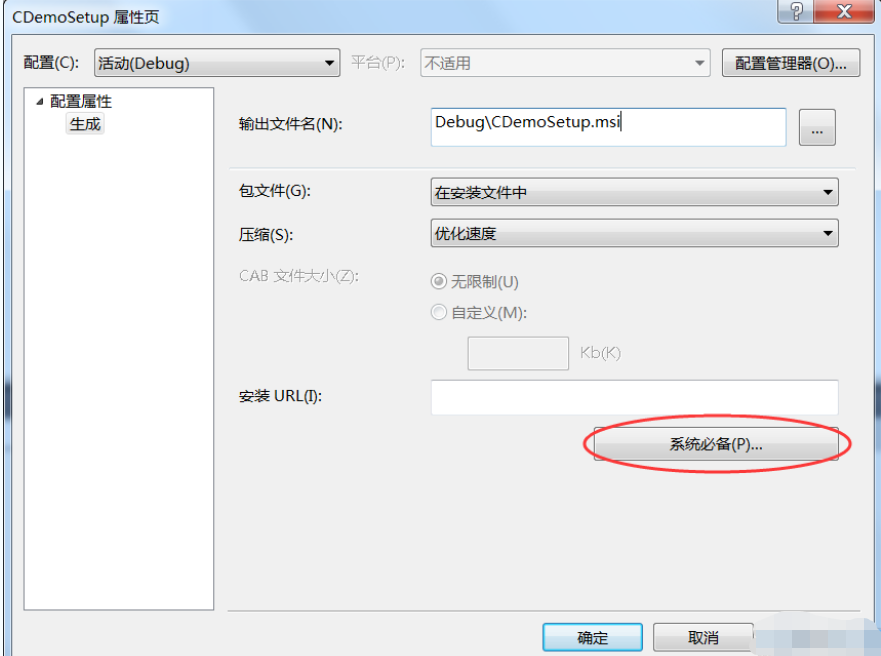 CDemoSetup 属性页
配置(C): 活动(Debug) 平台(P): 不适用 配置管理器(O)...
配置属性
生成
输出文件名(N): Debug\CDemoSetup.msi ...
包文件(G): 在安装文件中
压缩(S): 优化速度
CAB 文件大小(Z): 无限制(U)
自定义(M):
Kb(K)
安装 URL(I):
系统必备(P)...
确定 取消